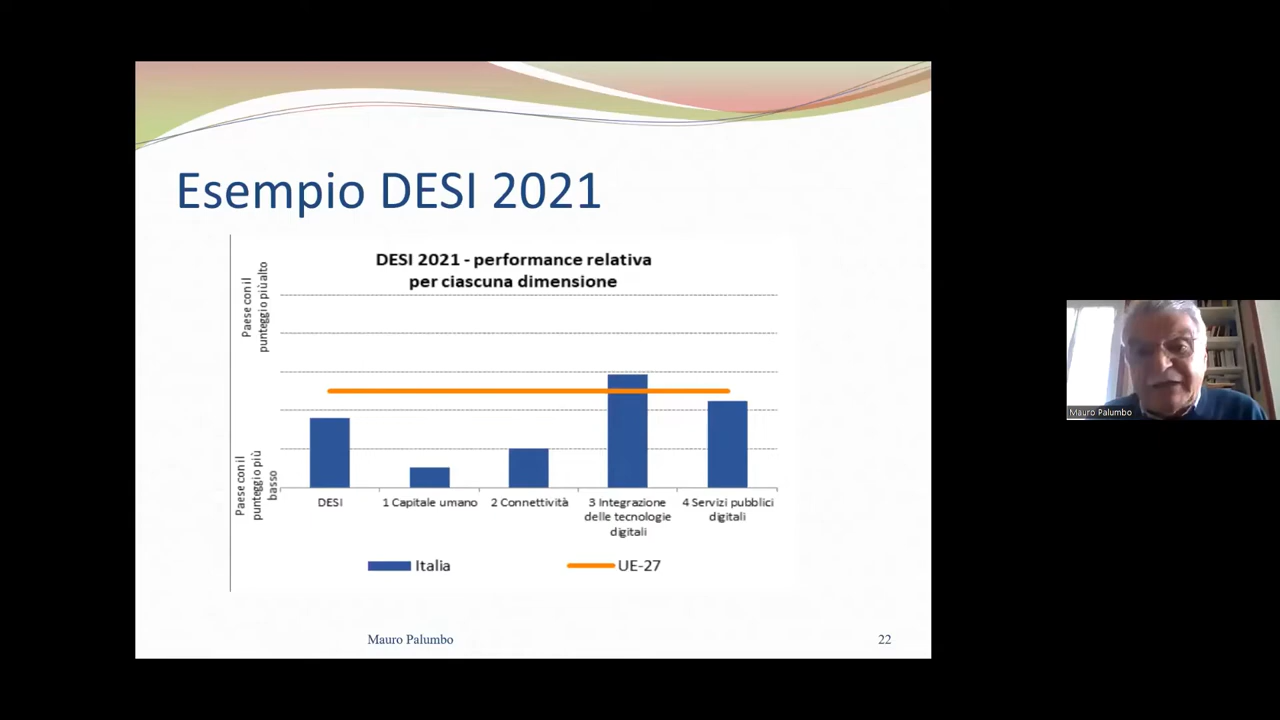 Esempio DESI 2021
DESI 2021 - performance relativa
per ciascuna dimensione
Paese con il
punteggio più alto
Paese con il
punteggio più
basso
DESI
1 Capitale umano
2 Connettività
3 Integrazione
delle tecnologie
digitali
4 Servizi pubblici
digitali
Italia
UE-27
Mauro Palumbo
22
Mauro Palumbo